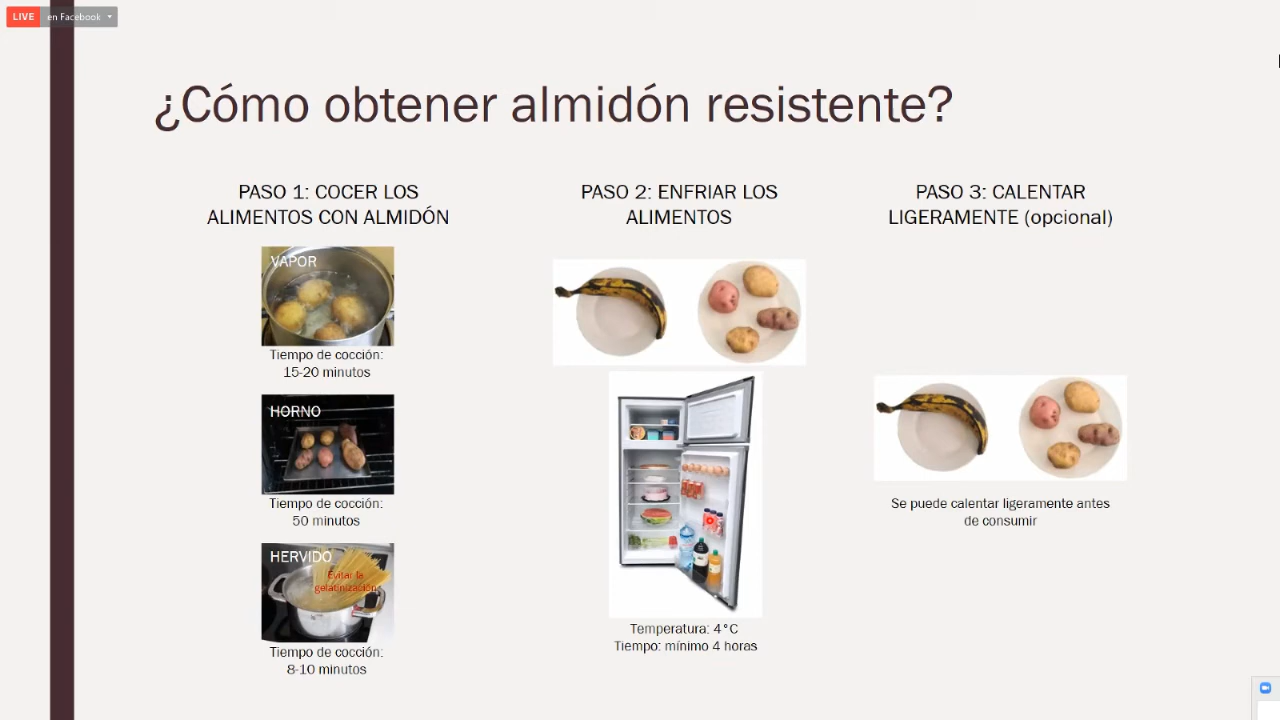 LIVE en Facebook
¿Cómo obtener almidón resistente?
PASO 1: COCER LOS
ALIMENTOS CON ALMIDÓN
VAPOR
Tiempo de cocción:
15-20 minutos
HORNO
Tiempo de cocción:
50 minutos
HERVIDO
Evitar la
gelatinización
Tiempo de cocción:
8-10 minutos
PASO 2: ENFRIAR LOS
ALIMENTOS
Temperatura: 4°C
Tiempo: mínimo 4 horas
PASO 3: CALENTAR
LIGERAMENTE (opcional)
Se puede calentar ligeramente antes
de consumir